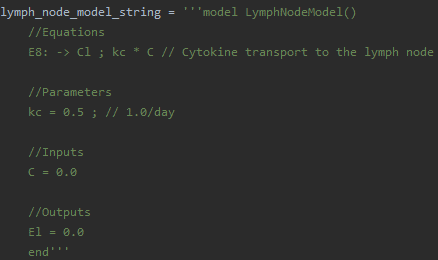 lymph_node_model_string = '''model LymphNodeModel()
//Equations
E8: -> Cl ; kc * C // Cytokine transport to the lymph node
//Parameters
kc = 0.5 ; // 1.0/day
//Inputs
C = 0.0
//Outputs
El = 0.0
end'''